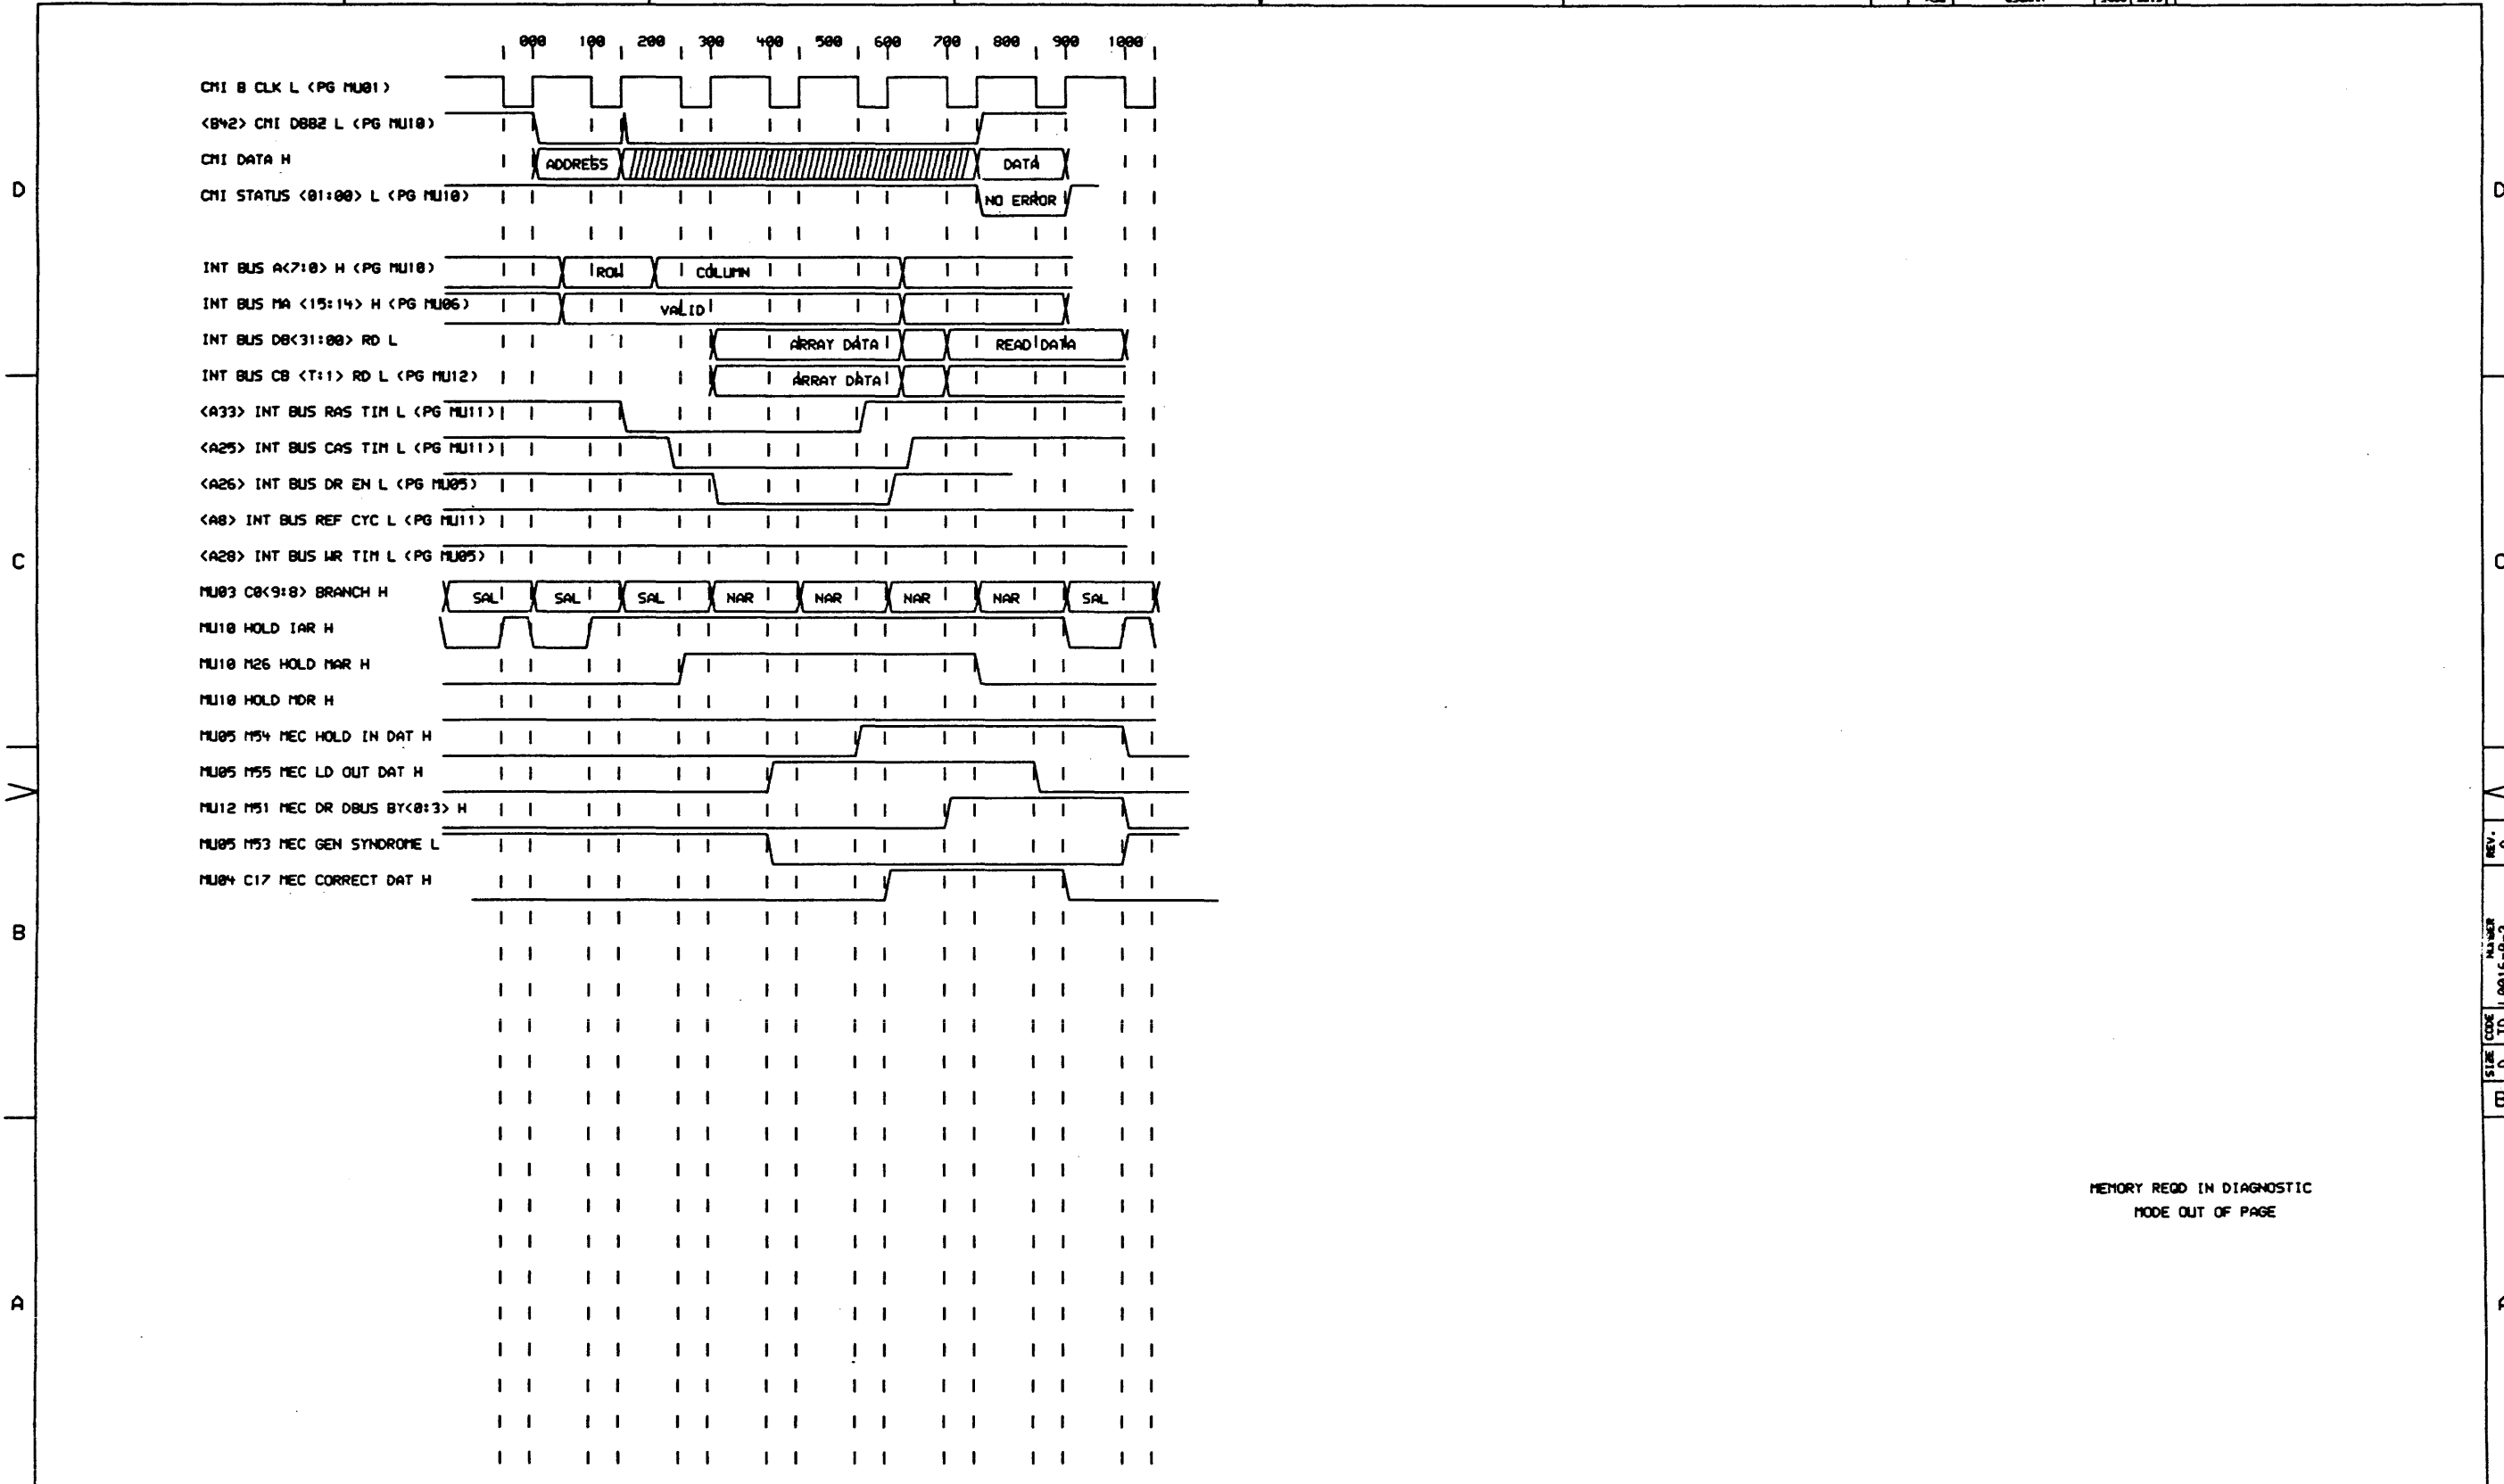 000 100 200 300 400 500 600 700 800 900 1000
CMI B CLK L (PG MU01)
<B42> CMI DBBZ L (PG MU10)
CMI DATA H ADDRESS DATA
CMI STATUS <01:00> L (PG MU10) NO ERROR
INT BUS A<7:0> H (PG MU10) ROW COLUMN
INT BUS MA <15:14> H (PG MU06) VALID
INT BUS DB<31:00> RD L ARRAY DATA READ DATA
INT BUS CB <T:1> RD L (PG MU12) ARRAY DATA
<A33> INT BUS RAS TIM L (PG MU11)
<A25> INT BUS CAS TIM L (PG MU11)
<A26> INT BUS DR EN L (PG MU05)
<A8> INT BUS REF CYC L (PG MU11)
<A28> INT BUS WR TIM L (PG MU05)
MU03 C0<9:8> BRANCH H SAL SAL SAL NAR NAR NAR NAR SAL
MU10 HOLD IAR H
MU10 M26 HOLD MAR H
MU10 HOLD MDR H
MU05 M54 MEC HOLD IN DAT H
MU05 M55 MEC LD OUT DAT H
MU12 M51 MEC DR DBUS BY<0:3> H
MU05 M53 MEC GEN SYNDROME L
MU04 C17 MEC CORRECT DAT H
MEMORY REQD IN DIAGNOSTIC
MODE OUT OF PAGE
D
C
B
A
D
C
REV.
NUMBER
SIZE CODE